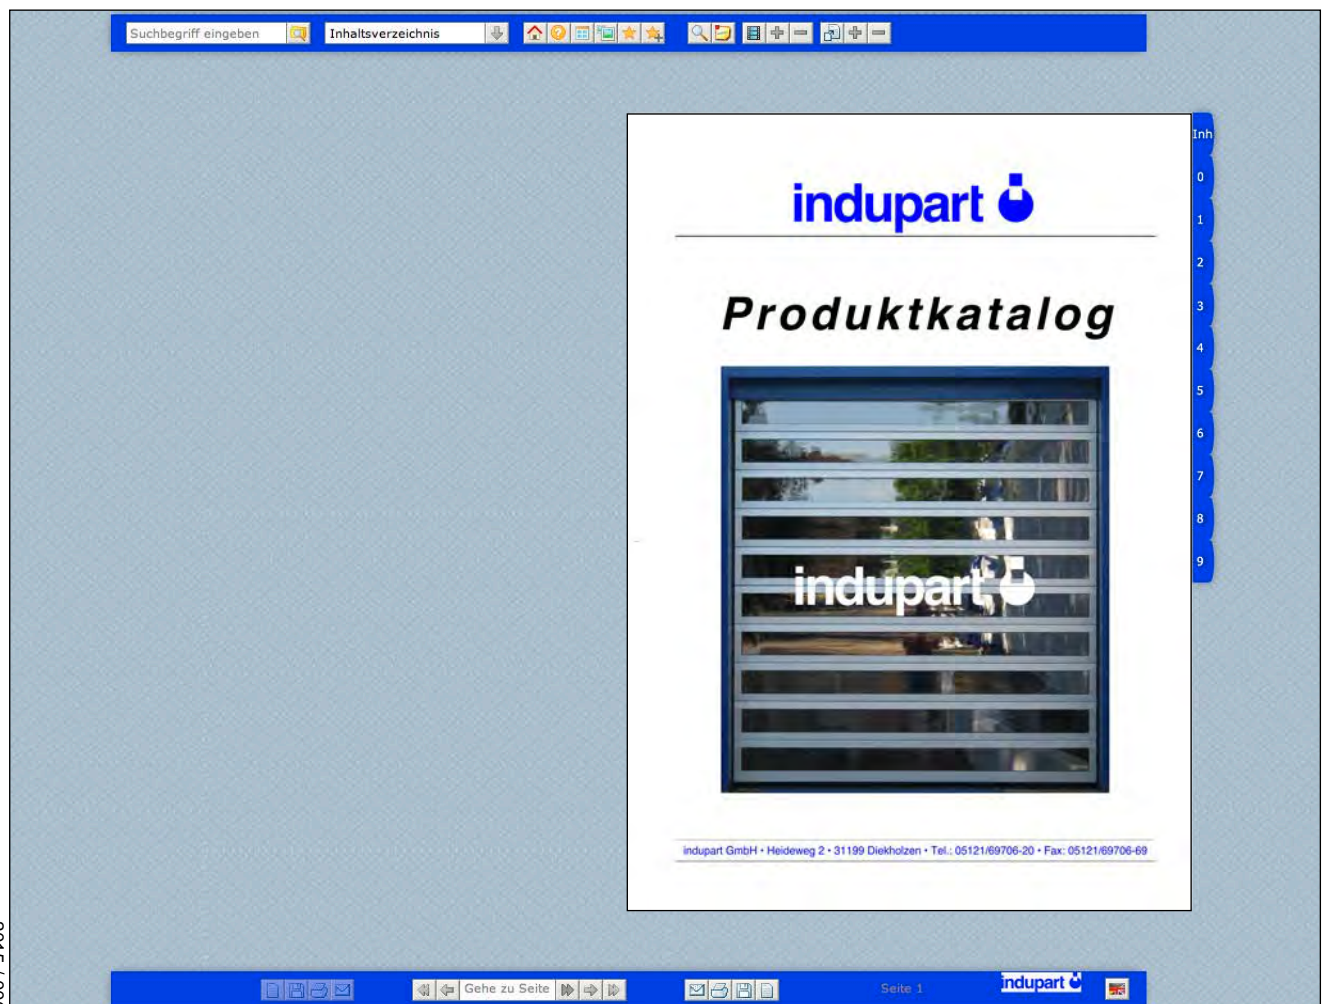 Suchbegriff eingeben
Inhaltsverzeichnis
Inh
0
1
2
3
4
5
6
7
8
9
indupart
Produktkatalog
indupart
indupart GmbH • Heideweg 2 • 31199 Diekholzen • Tel.: 05121/69706-20 • Fax: 05121/69706-69
Gehe zu Seite
Seite 1
indupart